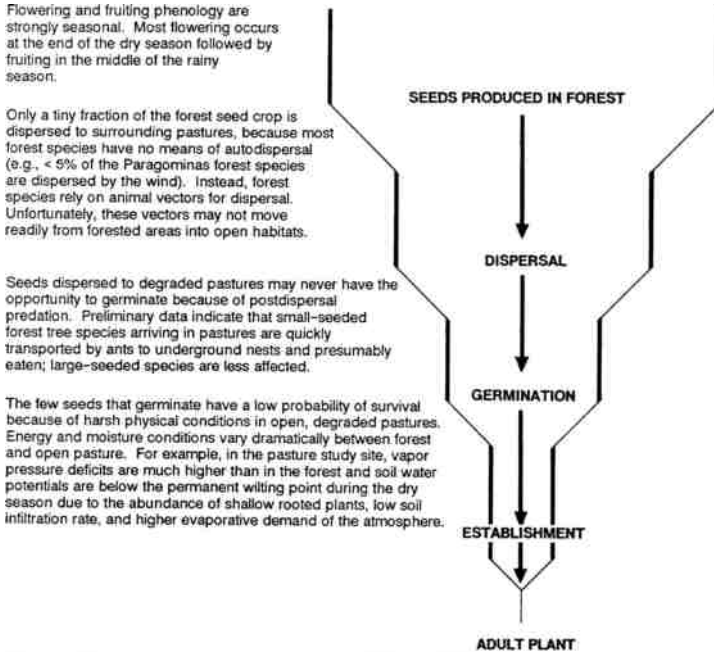 Flowering and fruiting phenology are
strongly seasonal. Most flowering occurs
at the end of the dry season followed by
fruiting in the middle of the rainy
season.
SEEDS PRODUCED IN FOREST
Only a tiny fraction of the forest seed crop is
dispersed to surrounding pastures, because most
forest species have no means of autodispersal
(e.g., < 5% of the Paragominas forest species
are dispersed by the wind). Instead, forest
species rely on animal vectors for dispersal.
Unfortunately, these vectors may not move
readily from forested areas into open habitats.
DISPERSAL
Seeds dispersed to degraded pastures may never have the
opportunity to germinate because of postdispersal
predation. Preliminary data indicate that small-seeded
forest tree species arriving in pastures are quickly
transported by ants to underground nests and presumably
eaten; large-seeded species are less affected.
GERMINATION
The few seeds that germinate have a low probability of survival
because of harsh physical conditions in open, degraded pastures.
Energy and moisture conditions vary dramatically between forest
and open pasture. For example, in the pasture study site, vapor
pressure deficits are much higher than in the forest and soil water
potentials are below the permanent wilting point during the dry
season due to the abundance of shallow rooted plants, low soil
infiltration rate, and higher evaporative demand of the atmosphere.
ESTABLISHMENT
ADULT PLANT